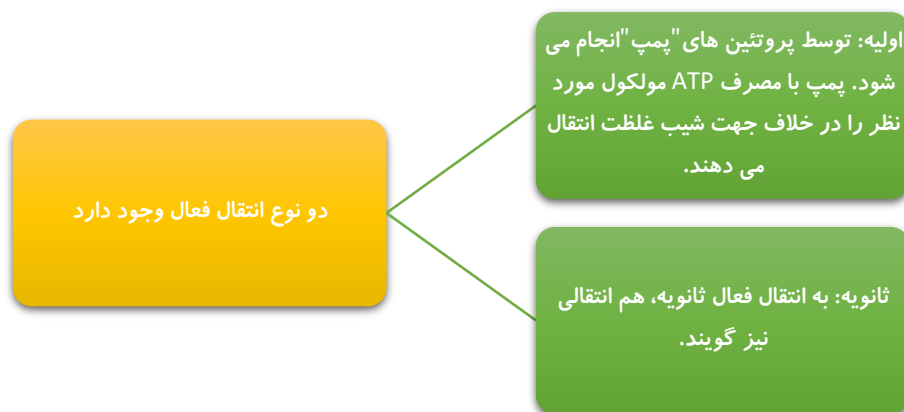 دو نوع انتقال فعال وجود دارد
اولیه: توسط پروتئین های"پمپ"انجام می
شود. پمپ با مصرف ATP مولکول مورد
نظر را در خلاف جهت شیب غلظت انتقال
می دهند.
ثانویه: به انتقال فعال ثانویه، هم انتقالی
نیز گویند.